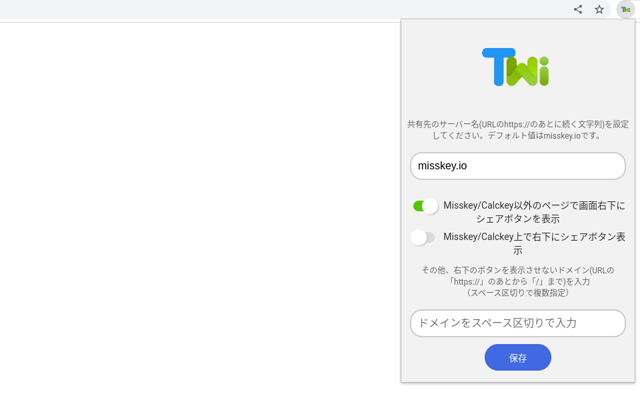 Twi
共有先のサーバー名(URLのhttps://のあとに続く文字列)を設定
してください。デフォルト値はmisskey.ioです。
misskey.io
Misskey/Calckey以外のページで画面右下に
シェアボタンを表示
Misskey/Calckey上で右下にシェアボタン表
示
その他、右下のボタンを表示させないドメイン(URLの
「https://」のあとから「/」まで)を入力
（スペース区切りで複数指定）
ドメインをスペース区切りで入力
保存